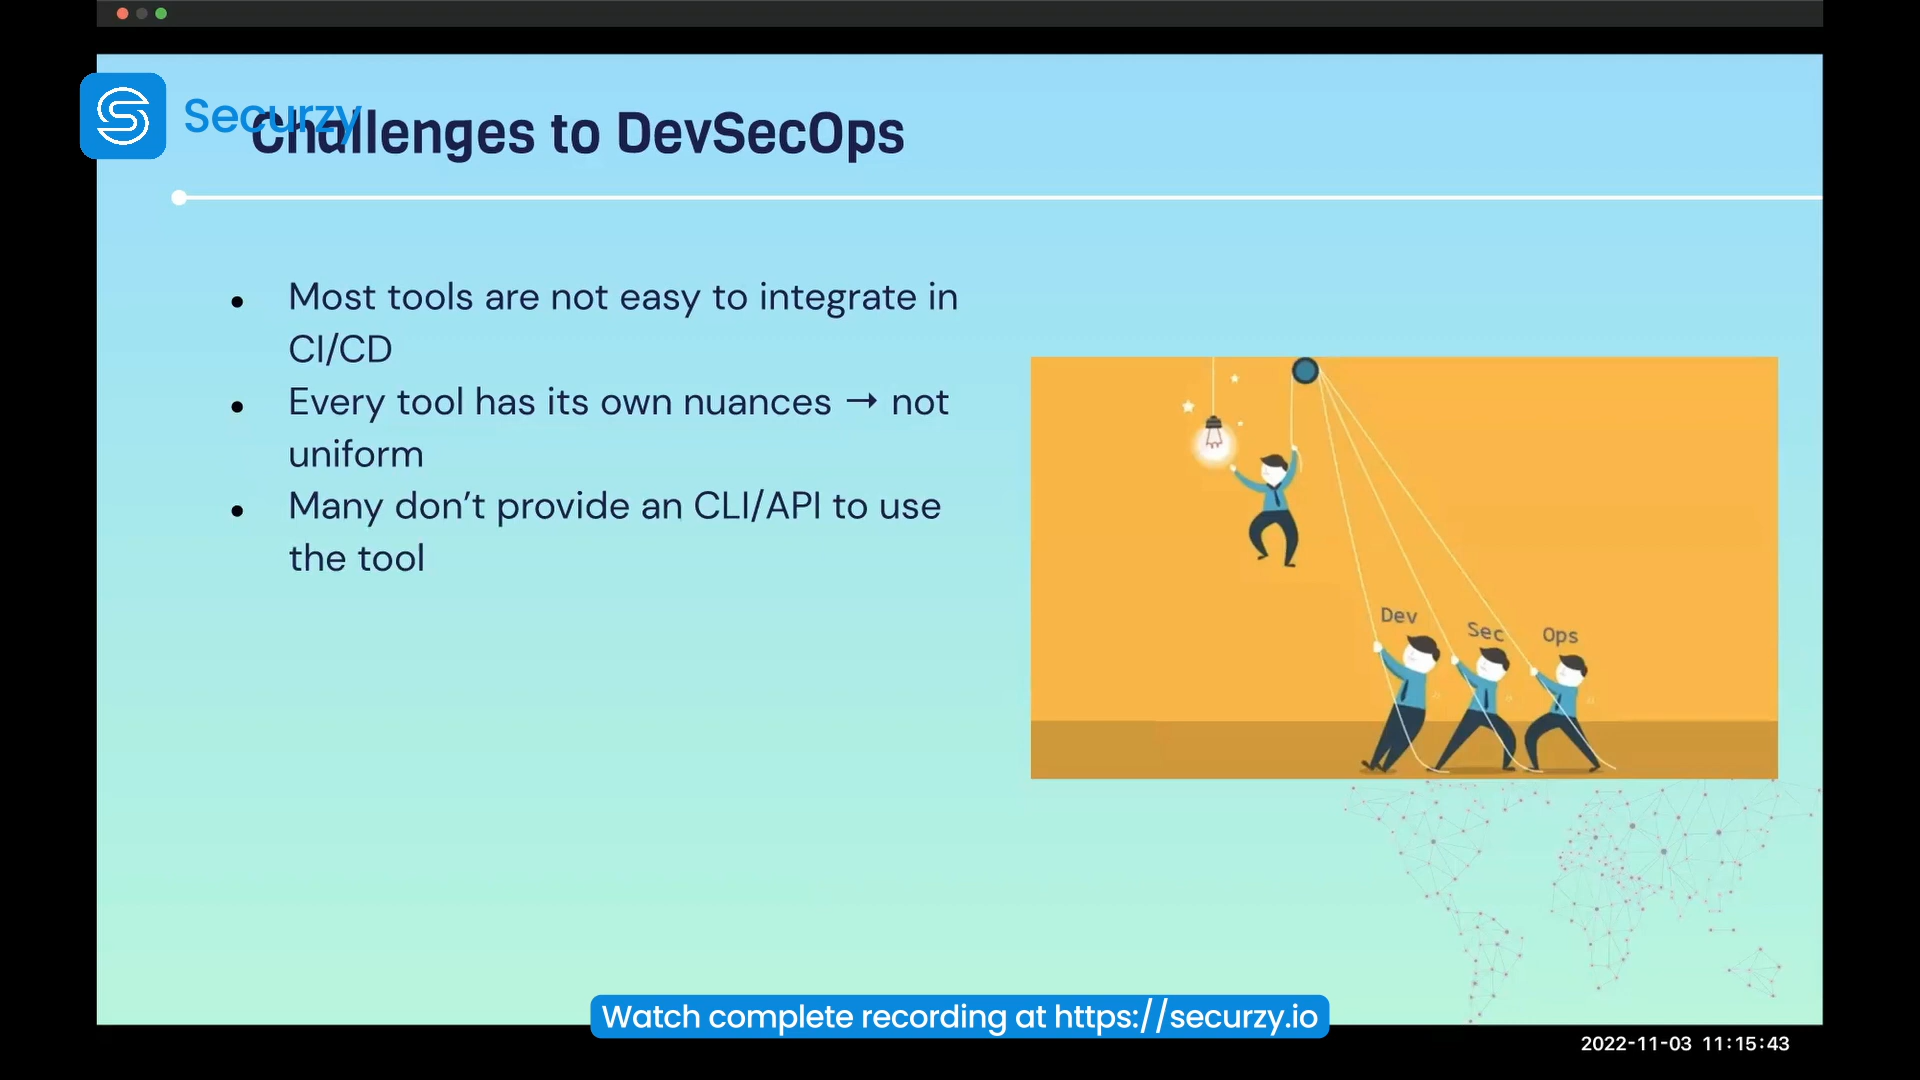 Securzy
Challenges to DevSecOps
• Most tools are not easy to integrate in
CI/CD
• Every tool has its own nuances → not
uniform
• Many don’t provide an CLI/API to use
the tool
Dev
Sec
Ops
Watch complete recording at https://securzy.io
2022-11-03 11:15:43